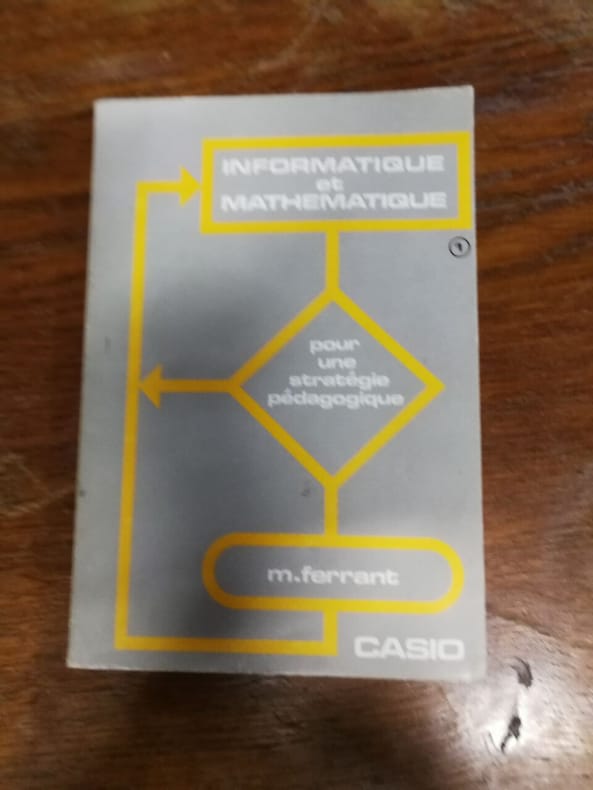 INFORMATIQUE
et
MATHEMATIQUE
1
pour
une
stratégie
pédagogique
m.ferrant
CASIO